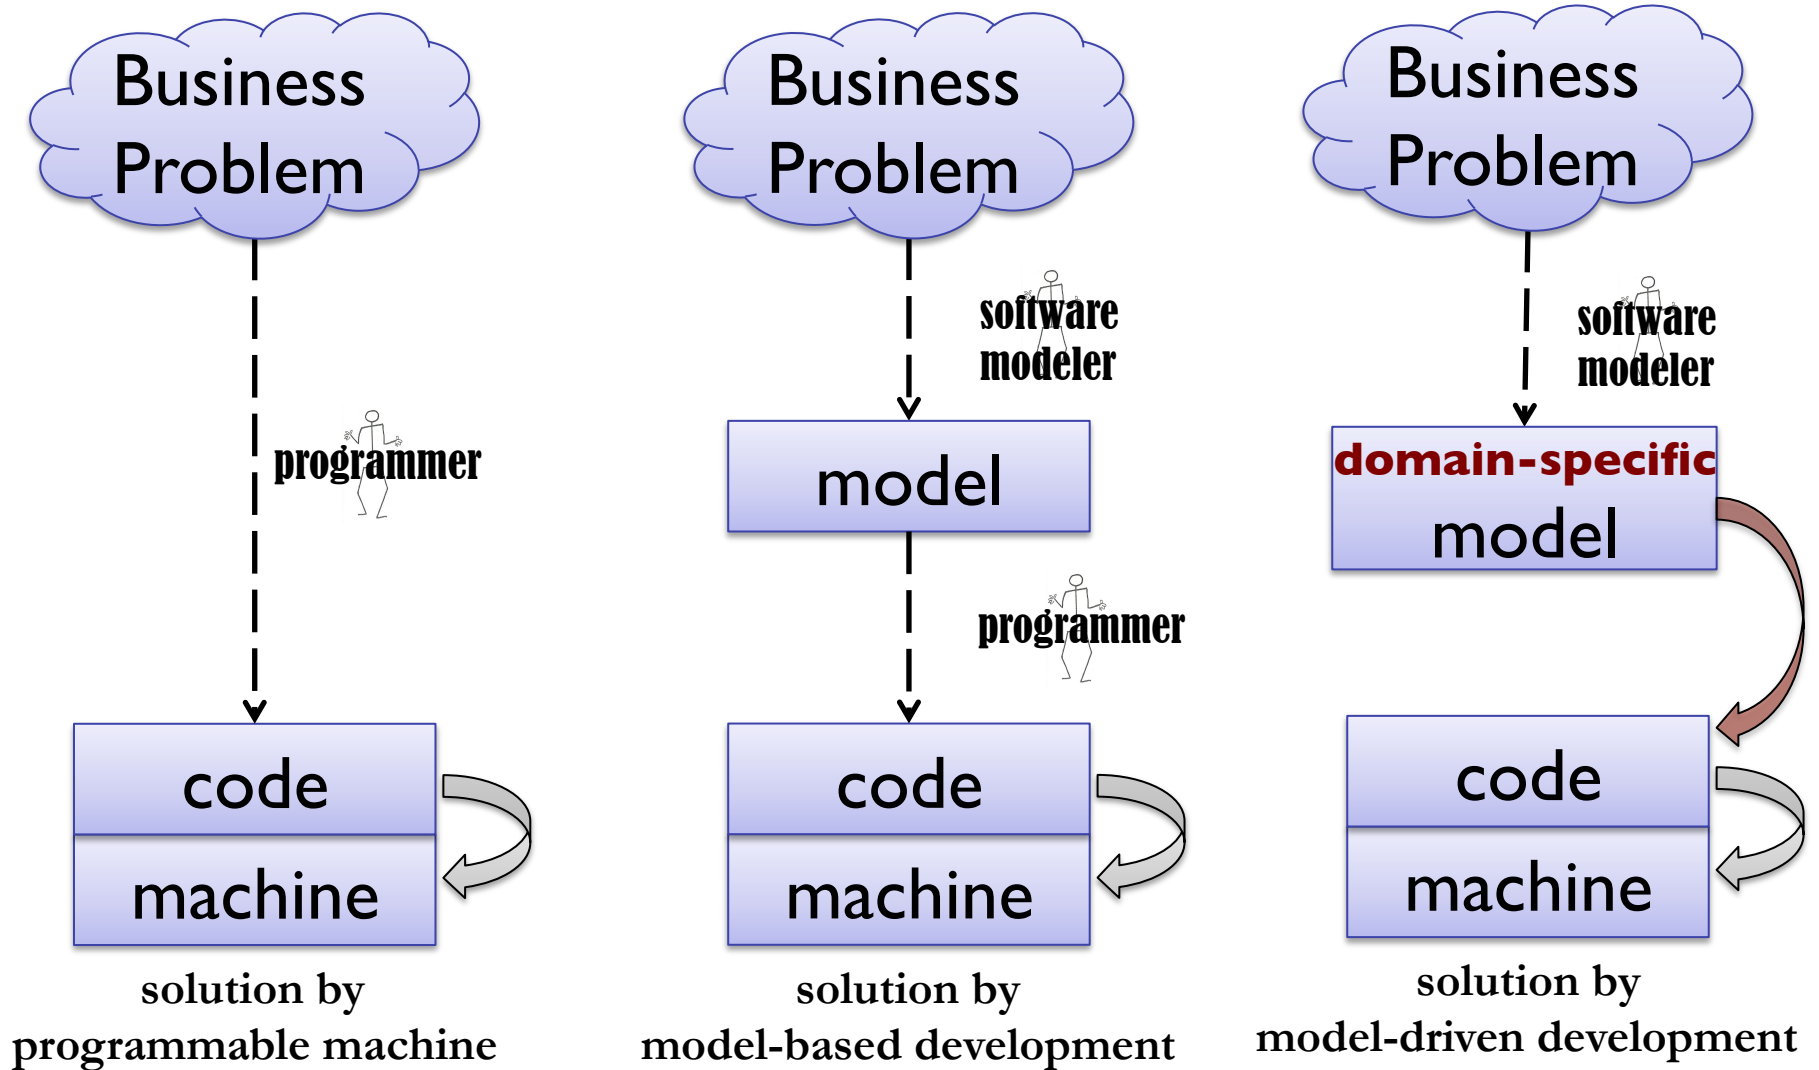 Business
Problem
programmer
code
machine
solution by
programmable machine
Business
Problem
software
modeler
model
programmer
code
machine
solution by
model-based development
Business
Problem
software
modeler
domain-specific
model
code
machine
solution by
model-driven development